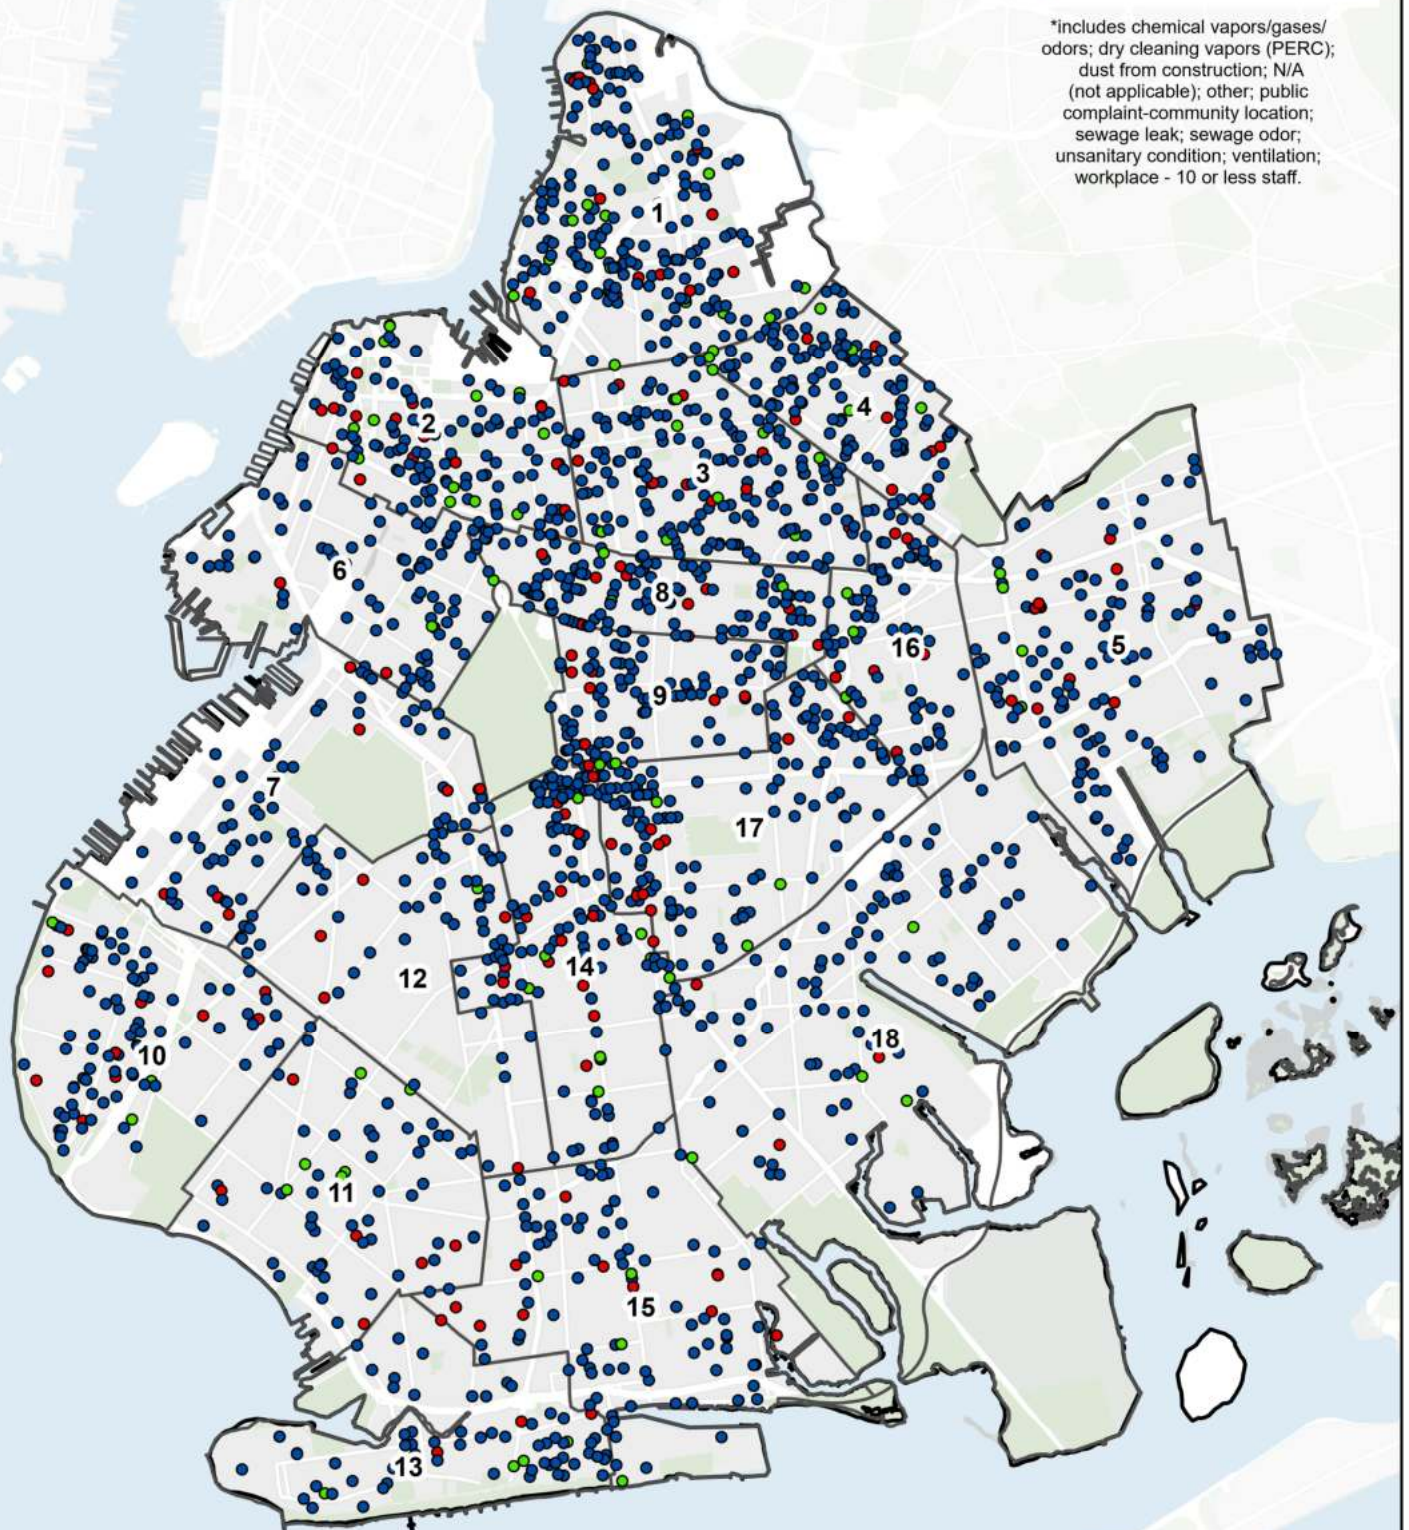 *includes chemical vapors/gases/
odors; dry cleaning vapors (PERC);
dust from construction; N/A
(not applicable); other; public
complaint-community location;
sewage leak; sewage odor;
unsanitary condition; ventilation;
workplace - 10 or less staff.
1
2
4
3
6
8
16
5
9
7
17
12
14
18
10
11
15
13